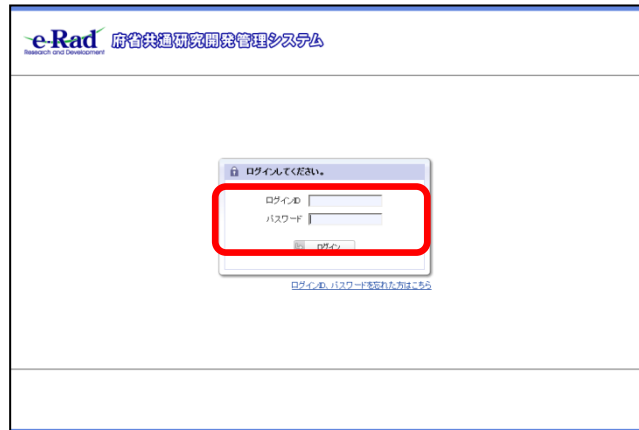 e-Rad 府省共通研究開発管理システム
Research and Development
ログインしてください。
ログインID
パスワード
ログイン
ログインID、パスワードを忘れた方はこちら